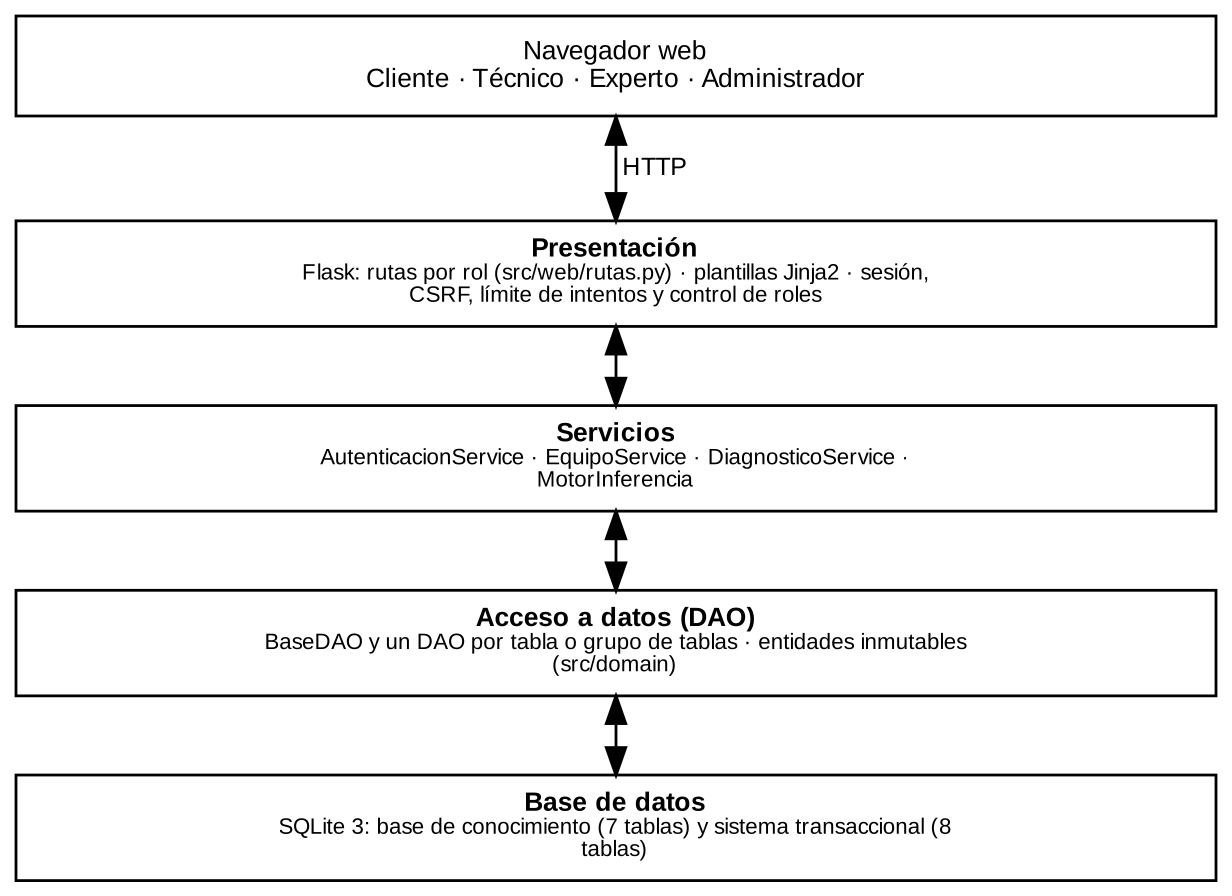 Navegador web
Cliente · Técnico · Experto · Administrador
HTTP
Presentación
Flask: rutas por rol (src/web/rutas.py) · plantillas Jinja2 · sesión,
CSRF, límite de intentos y control de roles
Servicios
AutenticacionService · EquipoService · DiagnosticoService ·
MotorInferencia
Acceso a datos (DAO)
BaseDAO y un DAO por tabla o grupo de tablas · entidades inmutables
(src/domain)
Base de datos
SQLite 3: base de conocimiento (7 tablas) y sistema transaccional (8
tablas)